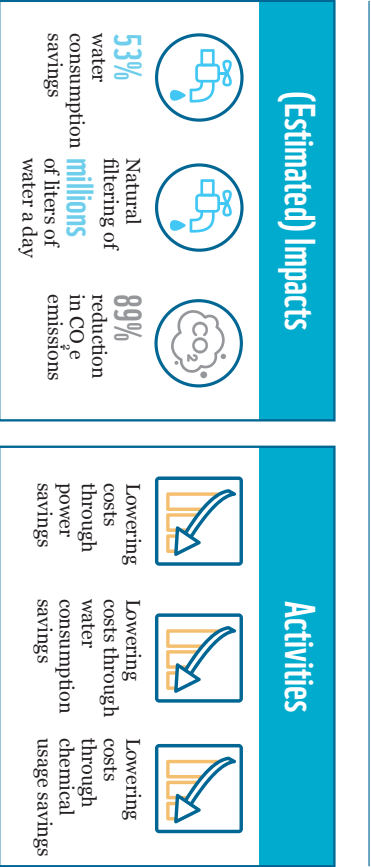 (Estimated) Impacts
53%
water
consumption
savings
Natural
filtering of
millions
of liters of
water a day
CO2
89%
reduction
in CO₂e
emissions
Activities
Lowering
costs
through
power
savings
Lowering
costs through
water
consumption
savings
Lowering
costs
through
chemical
usage savings